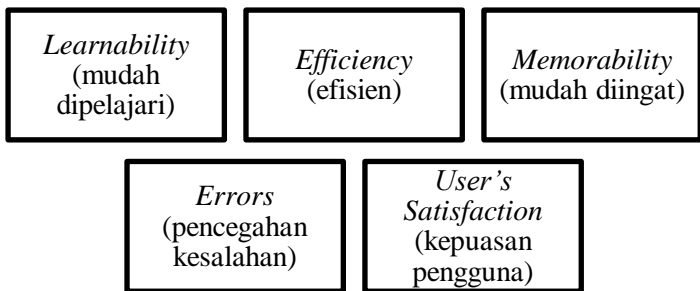 Learnability
(mudah
dipelajari)
Efficiency
(efisien)
Memorability
(mudah diingat)
Errors
(pencegahan
kesalahan)
User’s
Satisfaction
(kepuasan
pengguna)